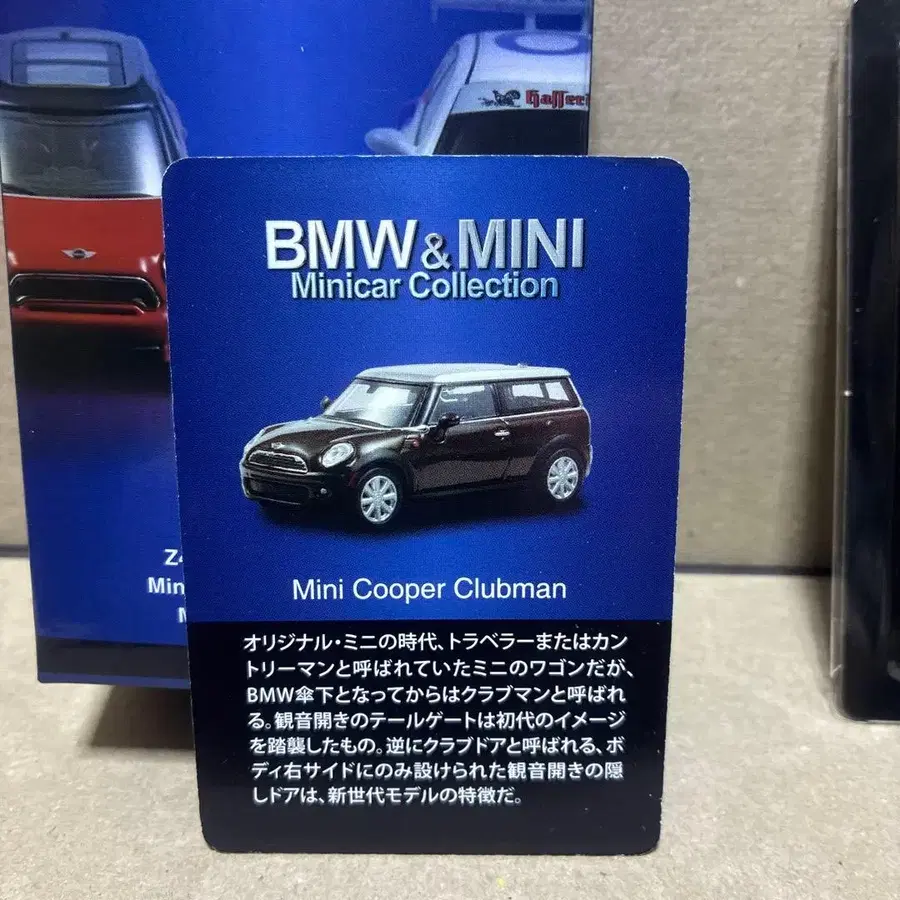 BMW & MINI
Minicar Collection
Mini Cooper Clubman
オリジナル・ミニの時代、トラベラーまたはカン
トリーマンと呼ばれていたミニのワゴンだが、
BMW傘下となってからはクラブマンと呼ばれ
る。観音開きのテールゲートは初代のイメージ
を踏襲したもの。逆にクラブドアと呼ばれる、ボ
ディ右サイドにのみ設けられた観音開きの隠
しドアは、新世代モデルの特徴だ。